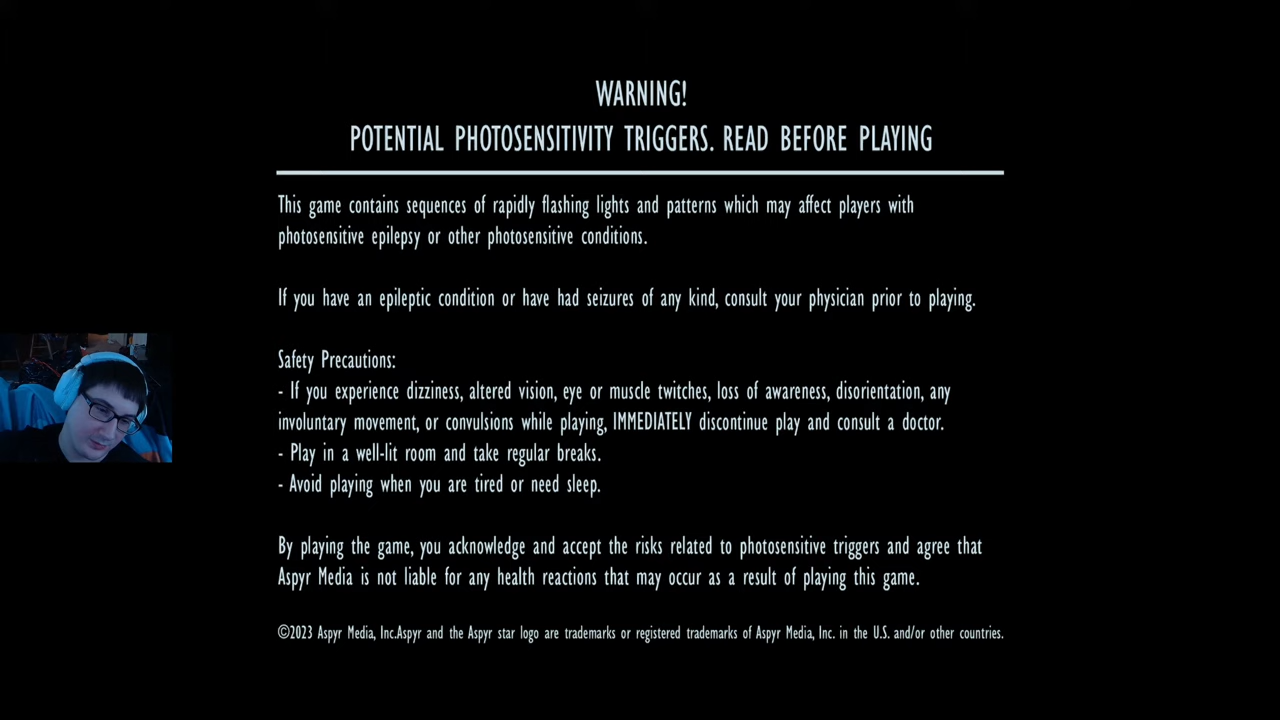 WARNING!
POTENTIAL PHOTOSENSITIVITY TRIGGERS. READ BEFORE PLAYING
This game contains sequences of rapidly flashing lights and patterns which may affect players with
photosensitive epilepsy or other photosensitive conditions.
If you have an epileptic condition or have had seizures of any kind, consult your physician prior to playing.
Safety Precautions:
- If you experience dizziness, altered vision, eye or muscle twitches, loss of awareness, disorientation, any
involuntary movement, or convulsions while playing, IMMEDIATELY discontinue play and consult a doctor.
- Play in a well-lit room and take regular breaks.
- Avoid playing when you are tired or need sleep.
By playing the game, you acknowledge and accept the risks related to photosensitive triggers and agree that
Aspyr Media is not liable for any health reactions that may occur as a result of playing this game.
©2023 Aspyr Media, Inc.Aspyr and the Aspyr star logo are trademarks or registered trademarks of Aspyr Media, Inc. in the U.S. and/or other countries.